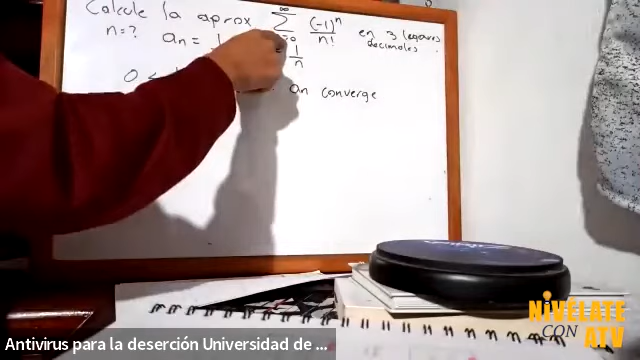 Calcule la aprox ∞ Σ (-1)^n / n! en 3 lugares decimales.
n=? an = 1
1/n
0 <
an converge
NiVÉLATE
CON
ATV
Antivirus para la deserción Universidad de ...